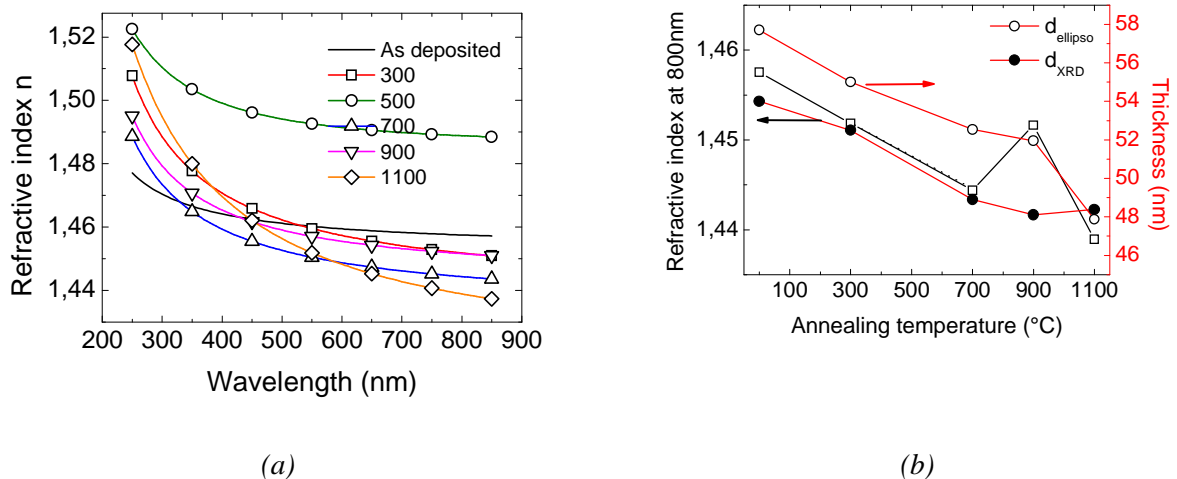 1,52
1,50
1,48
1,46
1,44
200 300 400 500 600 700 800 900
Refractive index n
Wavelength (nm)
As deposited
300
500
700
900
1100
(a)
1,46
1,45
1,44
Refractive index at 800nm
100 300 500 700 900 1100
Annealing temperature (°C)
d ellipso
d XRD
58
56
54
52
50
48
46
Thickness (nm)
(b)